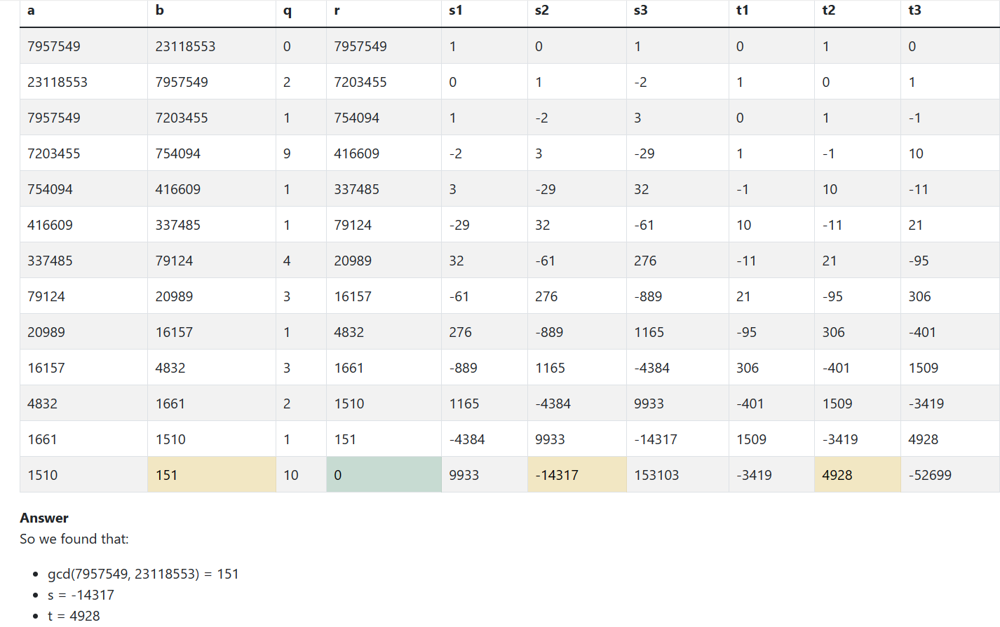 a b q r s1 s2 s3 t1 t2 t3
7957549 23118553 0 7957549 1 0 1 0 1 0
23118553 7957549 2 7203455 0 1 -2 1 0 1
7957549 7203455 1 754094 1 -2 3 0 1 -1
7203455 754094 9 416609 -2 3 -29 1 -1 10
754094 416609 1 337485 3 -29 32 -1 10 -11
416609 337485 1 79124 -29 32 -61 10 -11 21
337485 79124 4 20989 32 -61 276 -11 21 -95
79124 20989 3 16157 -61 276 -889 21 -95 306
20989 16157 1 4832 276 -889 1165 -95 306 -401
16157 4832 3 1661 -889 1165 -4384 306 -401 1509
4832 1661 2 1510 1165 -4384 9933 -401 1509 -3419
1661 1510 1 151 -4384 9933 -14317 1509 -3419 4928
1510 151 10 0 9933 -14317 153103 -3419 4928 -52699
Answer
So we found that:
• gcd(7957549, 23118553) = 151
• s = -14317
• t = 4928